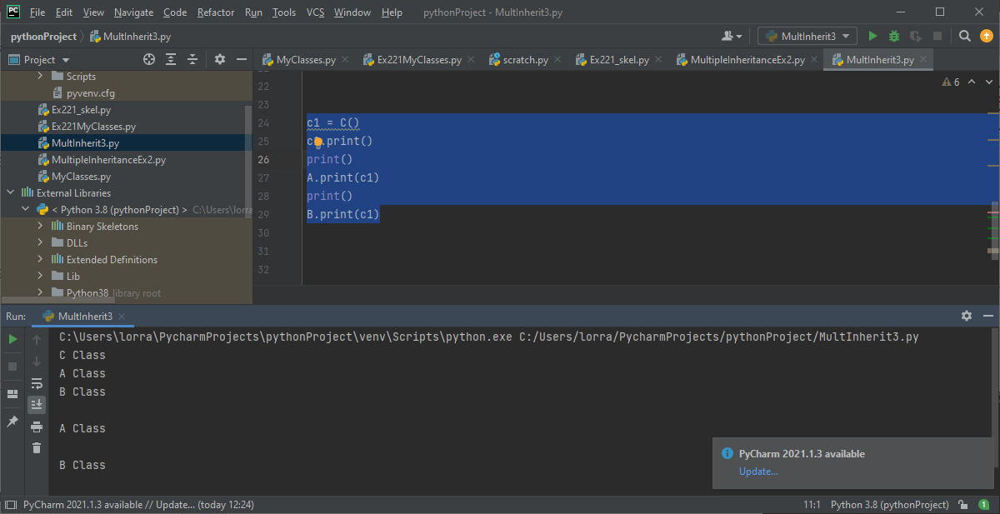 PC File Edit View Navigate Code Refactor Run Tools VCS Window Help pythonProject - MultInherit3.py
pythonProject MultInherit3.py MultInherit3
Project
MyClasses.py Ex221MyClasses.py scratch.py Ex221_skel.py MultipleInheritanceEx2.py MultInherit3.py
Scripts
pyvenv.cfg
Ex221_skel.py
Ex221MyClasses.py
MultInherit3.py
MultipleInheritanceEx2.py
MyClasses.py
External Libraries
< Python 3.8 (pythonProject) > C:\Users\lorra
Binary Skeletons
DLLs
Extended Definitions
Lib
Python38 library root
6
22
23
24 c1 = C()
25 c1.print()
26 print()
27 A.print(c1)
28 print()
29 B.print(c1)
30
31
32
Run: MultInherit3
C:\Users\lorra\PycharmProjects\pythonProject\venv\Scripts\python.exe C:/Users/lorra/PycharmProjects/pythonProject/MultInherit3.py
C Class
A Class
B Class
A Class
B Class
PyCharm 2021.1.3 available
Update...
PyCharm 2021.1.3 available // Update... (today 12:24) 11:1 Python 3.8 (pythonProject) 1